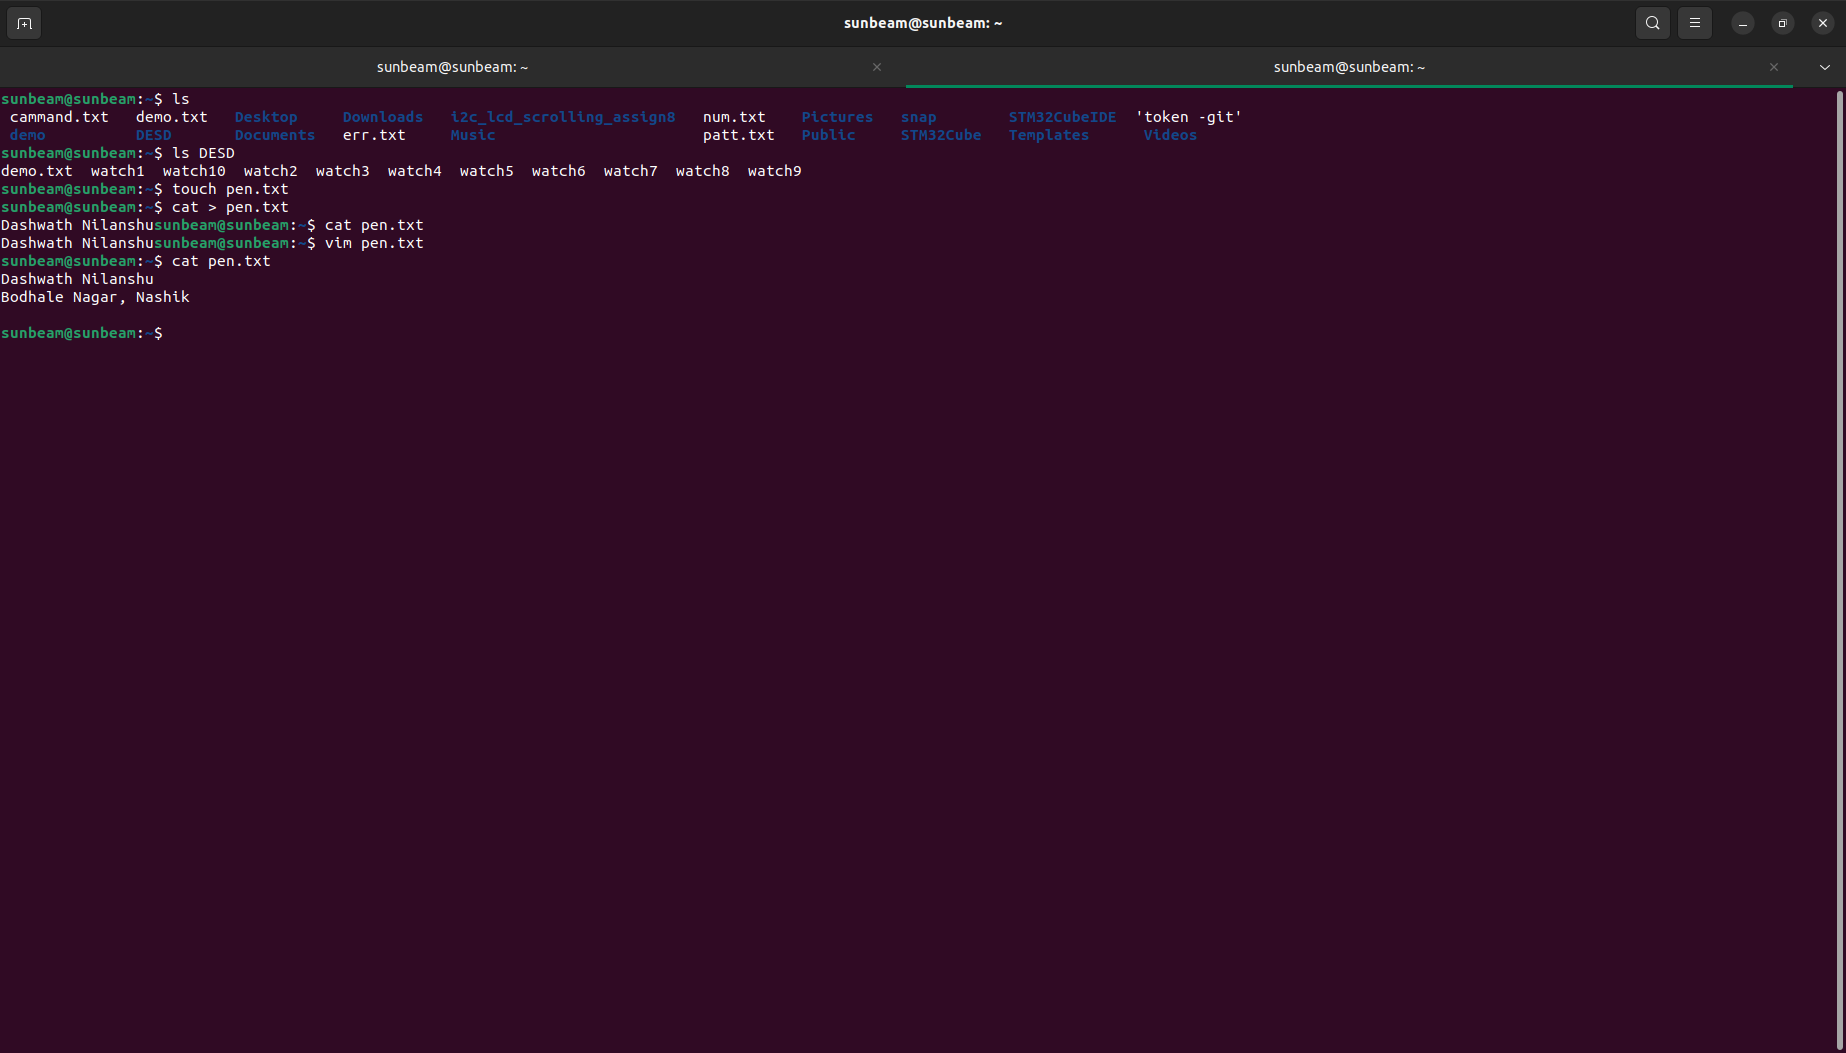 sunbeam@sunbeam: ~
sunbeam@sunbeam: ~ sunbeam@sunbeam: ~
sunbeam@sunbeam:~$ ls
cammand.txt demo.txt Desktop Downloads i2c_lcd_scrolling_assign8 num.txt Pictures snap STM32CubeIDE 'token -git'
demo DESD Documents err.txt Music patt.txt Public STM32Cube Templates Videos
sunbeam@sunbeam:~$ ls DESD
demo.txt watch1 watch10 watch2 watch3 watch4 watch5 watch6 watch7 watch8 watch9
sunbeam@sunbeam:~$ touch pen.txt
sunbeam@sunbeam:~$ cat > pen.txt
Dashwath Nilanshusunbeam@sunbeam:~$ cat pen.txt
Dashwath Nilanshusunbeam@sunbeam:~$ vim pen.txt
sunbeam@sunbeam:~$ cat pen.txt
Dashwath Nilanshu
Bodhale Nagar, Nashik
sunbeam@sunbeam:~$